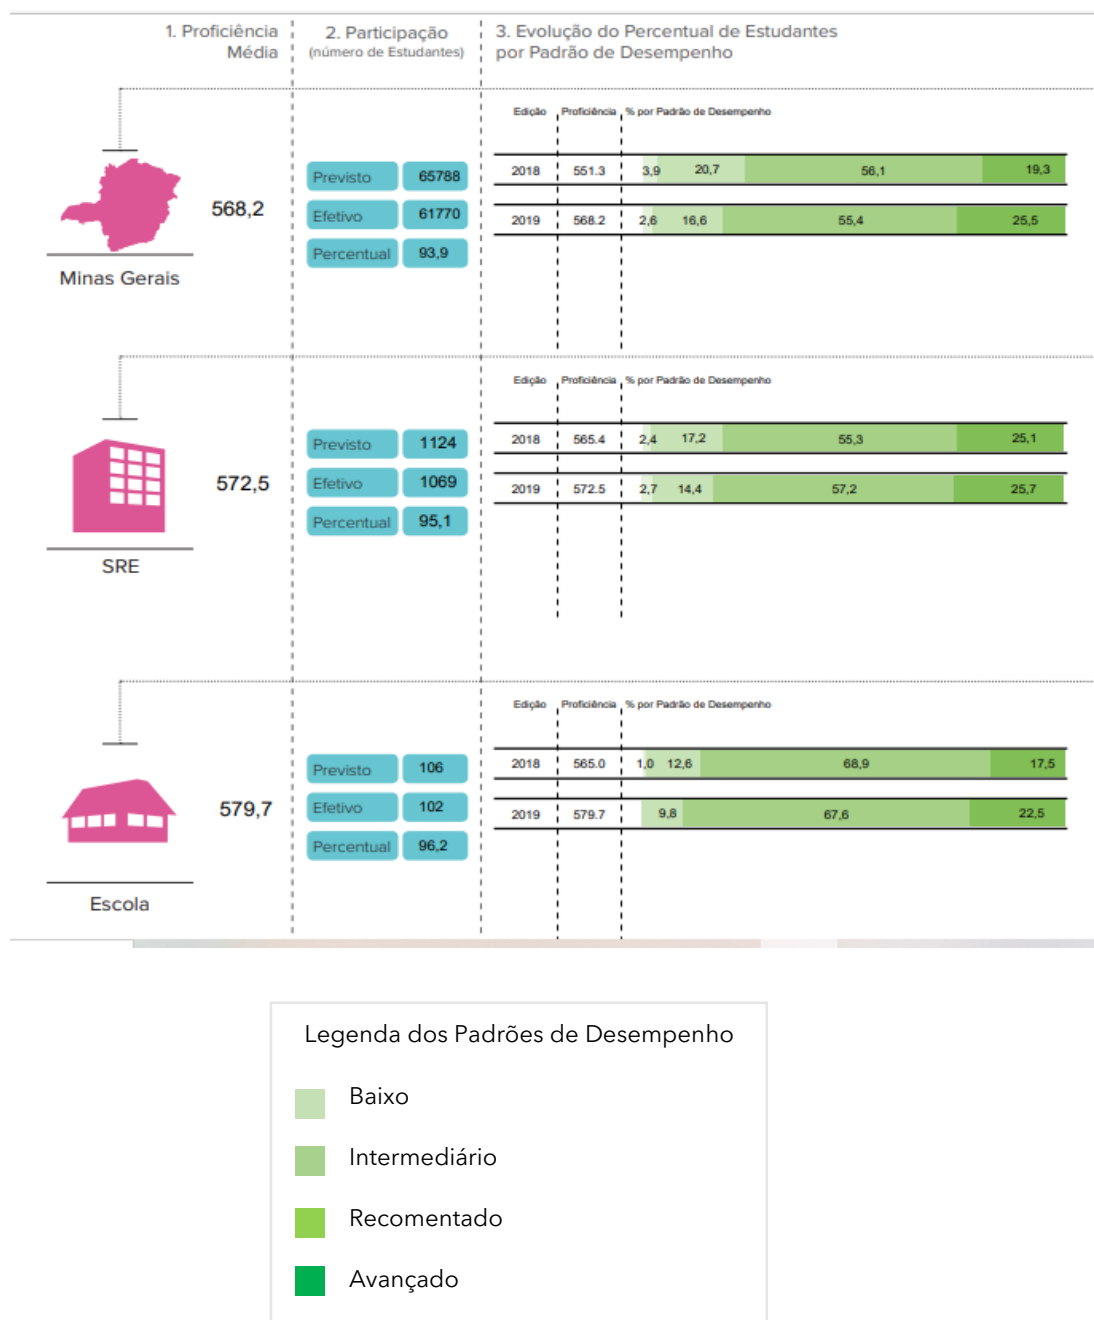 1. Proficiência
Média
2. Participação
(número de Estudantes)
3. Evolução do Percentual de Estudantes
por Padrão de Desempenho
Edição Proficiência % por Padrão de Desempenho
2018 551.3 3,9 20,7 56,1 19,3
2019 568.2 2,6 16,6 55,4 25,5
568,2
Previsto 65788
Efetivo 61770
Percentual 93,9
Minas Gerais
Edição Proficiência % por Padrão de Desempenho
2018 565.4 2,4 17,2 55,3 25,1
2019 572.5 2,7 14,4 57,2 25,7
572,5
Previsto 1124
Efetivo 1069
Percentual 95,1
SRE
Edição Proficiência % por Padrão de Desempenho
2018 565.0 1,0 12,6 68,9 17,5
2019 579.7 9,8 67,6 22,5
579,7
Previsto 106
Efetivo 102
Percentual 96,2
Escola
Legenda dos Padrões de Desempenho
Baixo
Intermediário
Recomentado
Avançado